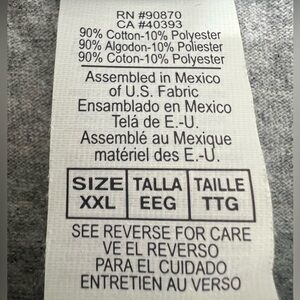 RN #90870
CA #40393
90% Cotton-10% Polyester
90% Algodon-10% Poliester
90% Coton-10% Polyester
Assembled in Mexico
of U.S. Fabric
Ensamblado en Mexico
Telá de E.-U.
Assemblé au Mexique
matériel des E.-U.
SIZE TALLA TAILLE
XXL EEG TTG
SEE REVERSE FOR CARE
VE EL REVERSO
PARA EL CUIDADO
ENTRETIEN AU VERSO